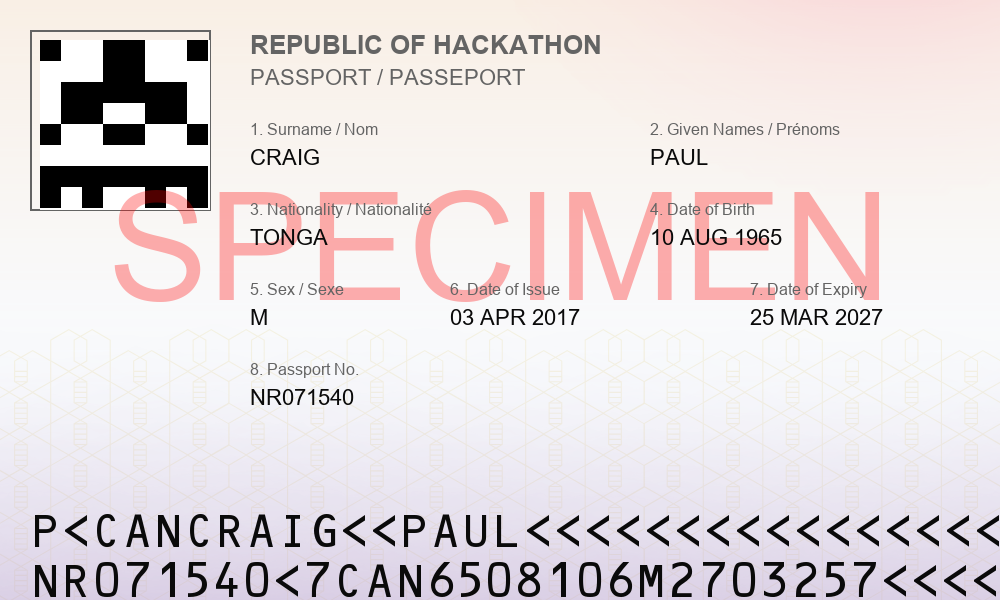 REPUBLIC OF HACKATHON
PASSPORT / PASSEPORT
1. Surname / Nom
CRAIG
2. Given Names / Prénoms
PAUL
SPECIMEN
3. Nationality / Nationalité
TONGA
4. Date of Birth
10 AUG 1965
5. Sex / Sexe
M
6. Date of Issue
03 APR 2017
7. Date of Expiry
25 MAR 2027
8. Passport No.
NR071540
P<CANCRAIG<<PAUL<<<<<<<<<<<<<<<<
NR071540<7CAN6508106M2703257<<<<